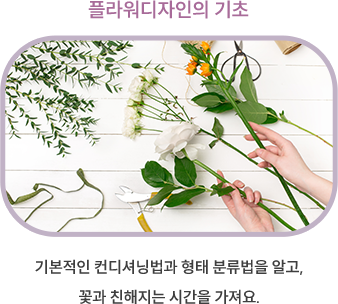 플라워디자인의 기초
기본적인 컨디셔닝법과 형태 분류법을 알고,
꽃과 친해지는 시간을 가져요.